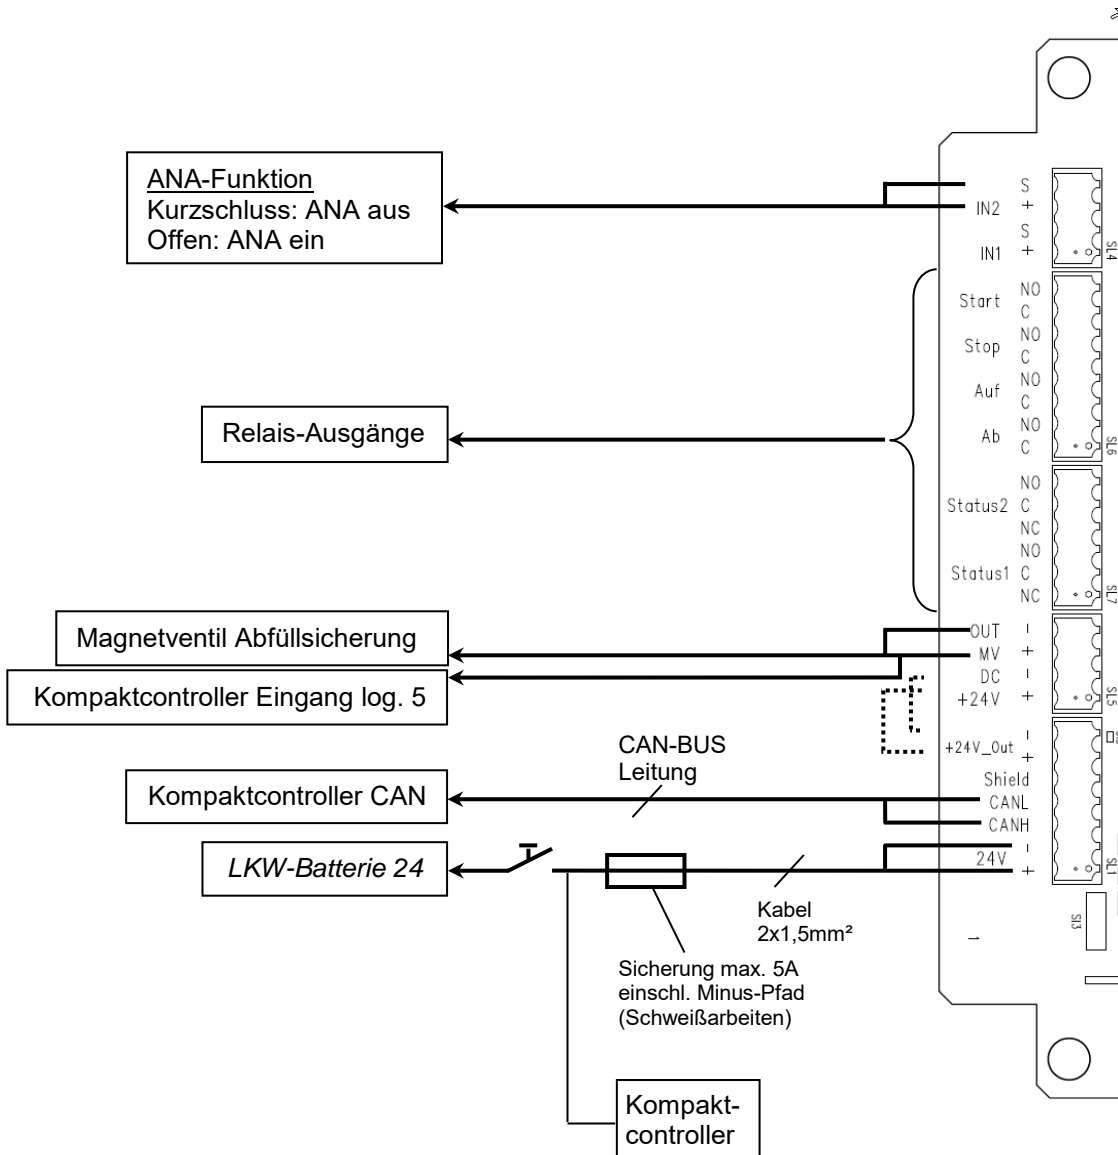 ANA-Funktion
Kurzschluss: ANA aus
Offen: ANA ein
Relais-Ausgänge
Magnetventil Abfüllsicherung
Kompaktcontroller Eingang log. 5
Kompaktcontroller CAN
LKW-Batterie 24
CAN-BUS
Leitung
Kabel
2x1,5mm²
Sicherung max. 5A
einschl. Minus-Pfad
(Schweißarbeiten)
Kompakt-
controller
S
IN2 +
S
IN1 +
SL4
Start NO
C
Stop NO
C
Auf NO
C
Ab NO
C
SL6
NO
Status2 C
NC
NO
Status1 C
NC
SL7
OUT -
MV +
DC -
+24V +
SL5
+24V_Out -
+
Shield
CANL
CANH
24V -
+
SL1
SI3
1